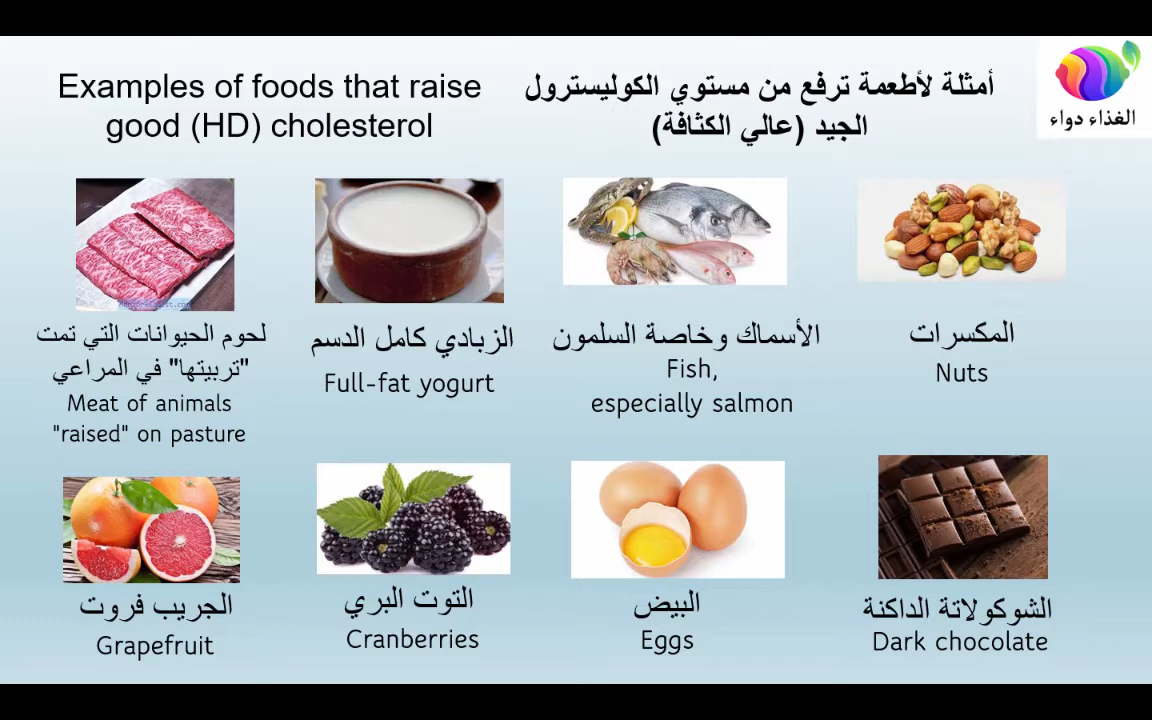 Examples of foods that raise
good (HD) cholesterol
أمثلة لأطعمة ترفع من مستوي الكوليسترول
الجيد (عالي الكثافة)
الغذاء دواء
لحوم الحيوانات التي تمت
"تربيتها" في المراعي
Meat of animals
"raised" on pasture
الزبادي كامل الدسم
Full-fat yogurt
الأسماك وخاصة السلمون
Fish,
especially salmon
المكسرات
Nuts
الجريب فروت
Grapefruit
التوت البري
Cranberries
البيض
Eggs
الشوكولاتة الداكنة
Dark chocolate